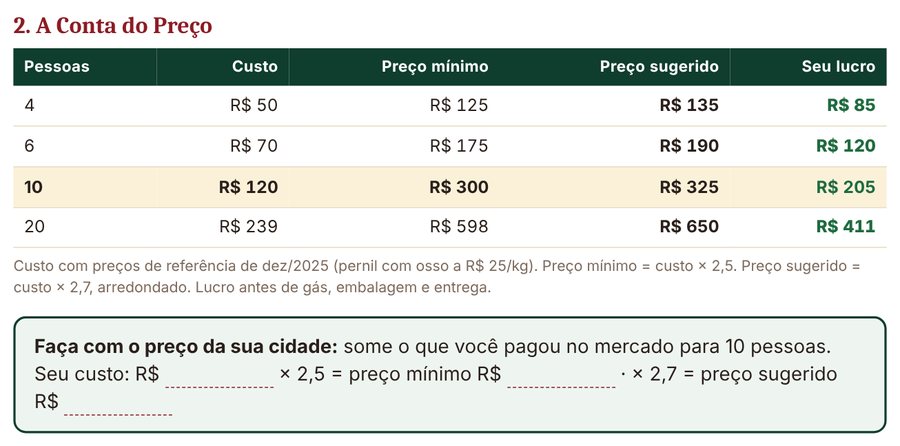 2. A Conta do Preço
Pessoas Custo Preço mínimo Preço sugerido Seu lucro
4 R$ 50 R$ 125 R$ 135 R$ 85
6 R$ 70 R$ 175 R$ 190 R$ 120
10 R$ 120 R$ 300 R$ 325 R$ 205
20 R$ 239 R$ 598 R$ 650 R$ 411
Custo com preços de referência de dez/2025 (pernil com osso a R$ 25/kg). Preço mínimo = custo × 2,5. Preço sugerido =
custo × 2,7, arredondado. Lucro antes de gás, embalagem e entrega.
Faça com o preço da sua cidade: some o que você pagou no mercado para 10 pessoas.
Seu custo: R$ __________ × 2,5 = preço mínimo R$ __________ · × 2,7 = preço sugerido
R$ __________